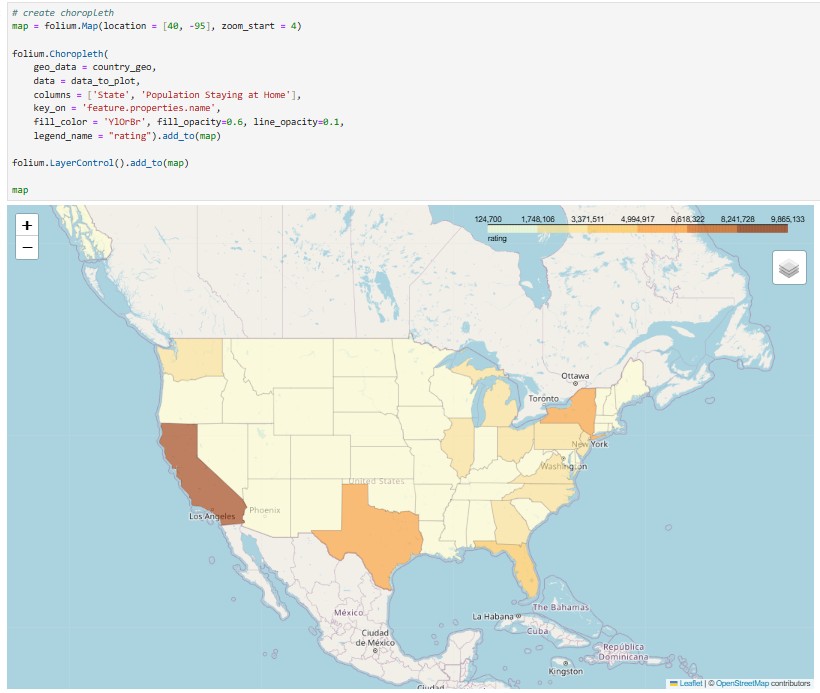 # create choropleth
map = folium.Map(location = [40, -95], zoom_start = 4)
folium.Choropleth(
geo_data = country_geo,
data = data_to_plot,
columns = ['State', 'Population Staying at Home'],
key_on = 'feature.properties.name',
fill_color = 'YlOrBr', fill_opacity=0.6, line_opacity=0.1,
legend_name = "rating").add_to(map)
folium.LayerControl().add_to(map)
map
+
−
124,700 1,748,106 3,371,511 4,994,917 6,618,322 8,241,728 9,865,133
rating
Ottawa
Toronto
New York
Washington
United States
Phoenix
Los Angeles
México
Ciudad
de México
La Habana
The Bahamas
Cuba
República
Dominicana
Kingston
Ciudad
Leaflet | © OpenStreetMap contributors